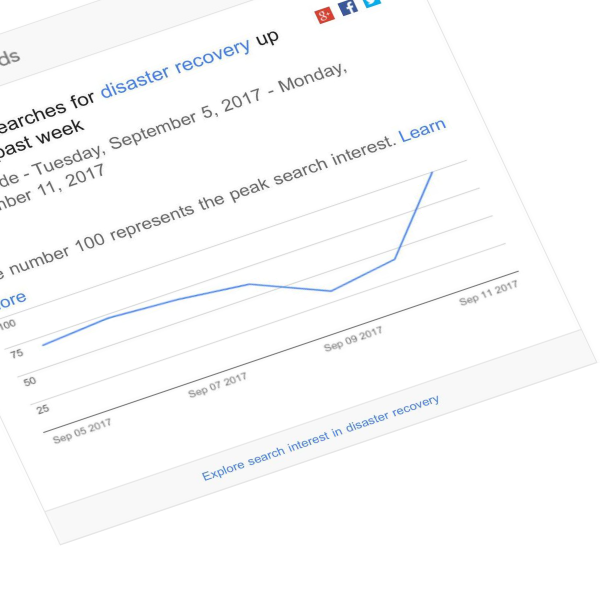 ds
earches for disaster recovery up
past week
de - Tuesday, September 5, 2017 - Monday,
mber 11, 2017
e number 100 represents the peak search interest. Learn
ore
100
75
50
25
Sep 05 2017
Sep 07 2017
Sep 09 2017
Sep 11 2017
Explore search interest in disaster recovery